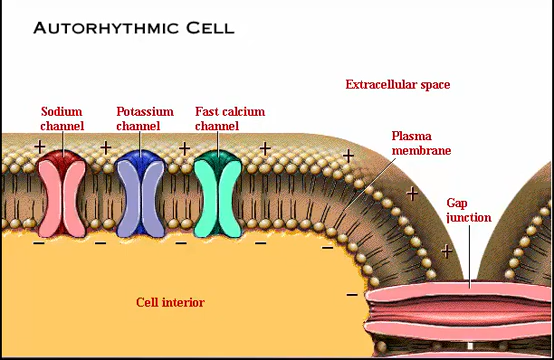 AUTORHYTHMIC CELL
Extracellular space
Sodium
channel
Potassium
channel
Fast calcium
channel
Plasma
membrane
Gap
junction
+ + + + + + +
− − − − − −
Cell interior